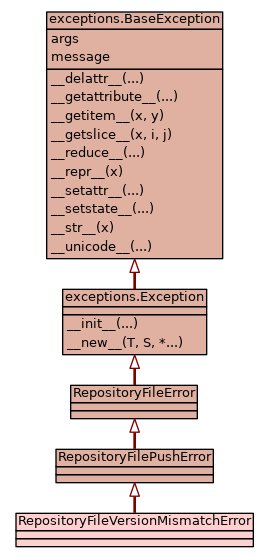 exceptions.BaseException
args
message
__delattr__(...)
__getattribute__(...)
__getitem__(x, y)
__getslice__(x, i, j)
__reduce__(...)
__repr__(x)
__setattr__(...)
__setstate__(...)
__str__(x)
__unicode__(...)
exceptions.Exception
__init__(...)
__new__(T, S, *...)
RepositoryFileError
RepositoryFilePushError
RepositoryFileVersionMismatchError